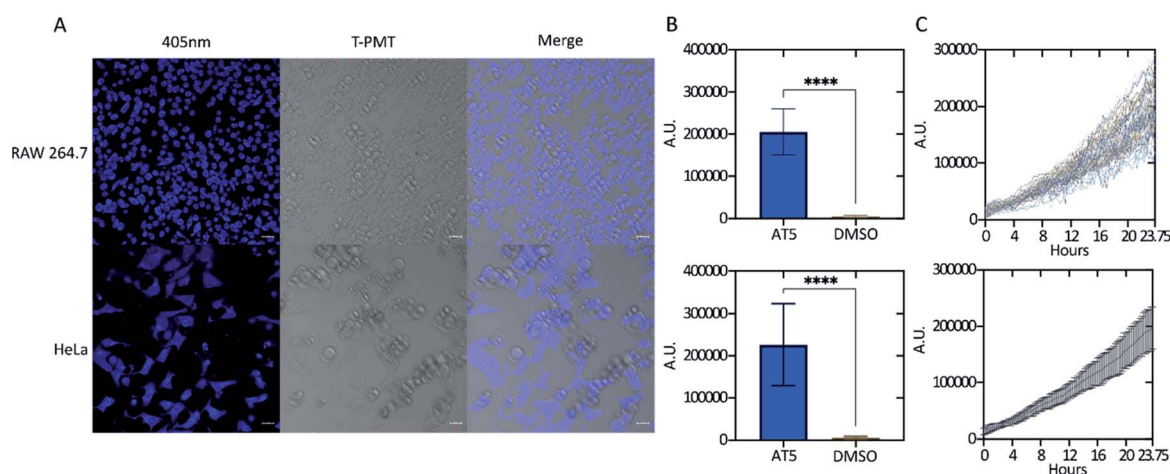 A
405nm
T-PMT
Merge
RAW 264.7
HeLa
B
400000
300000
200000
100000
0
A.U.
****
AT5
DMSO
400000
300000
200000
100000
0
A.U.
****
AT5
DMSO
C
300000
200000
100000
0
A.U.
0 4 8 12 16 20 23.75
Hours
300000
200000
100000
0
A.U.
0 4 8 12 16 20 23.75
Hours